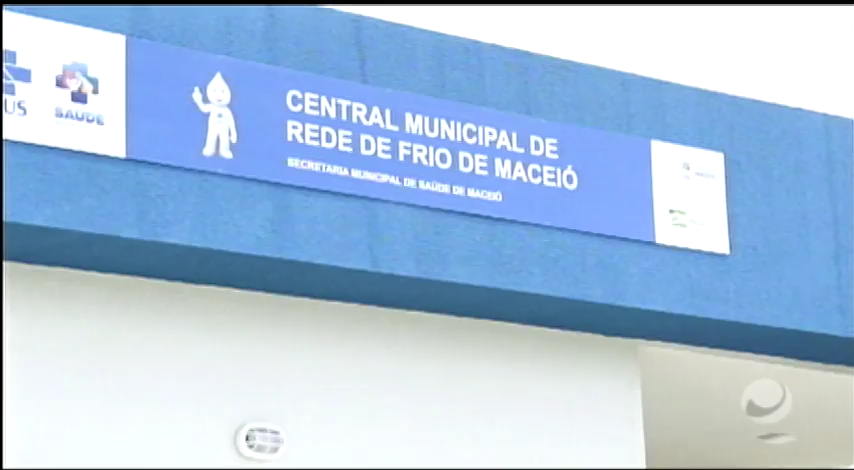 US
SAÚDE
CENTRAL MUNICIPAL DE
REDE DE FRIO DE MACEIÓ
SECRETARIA MUNICIPAL DE SAÚDE DE MACEIÓ